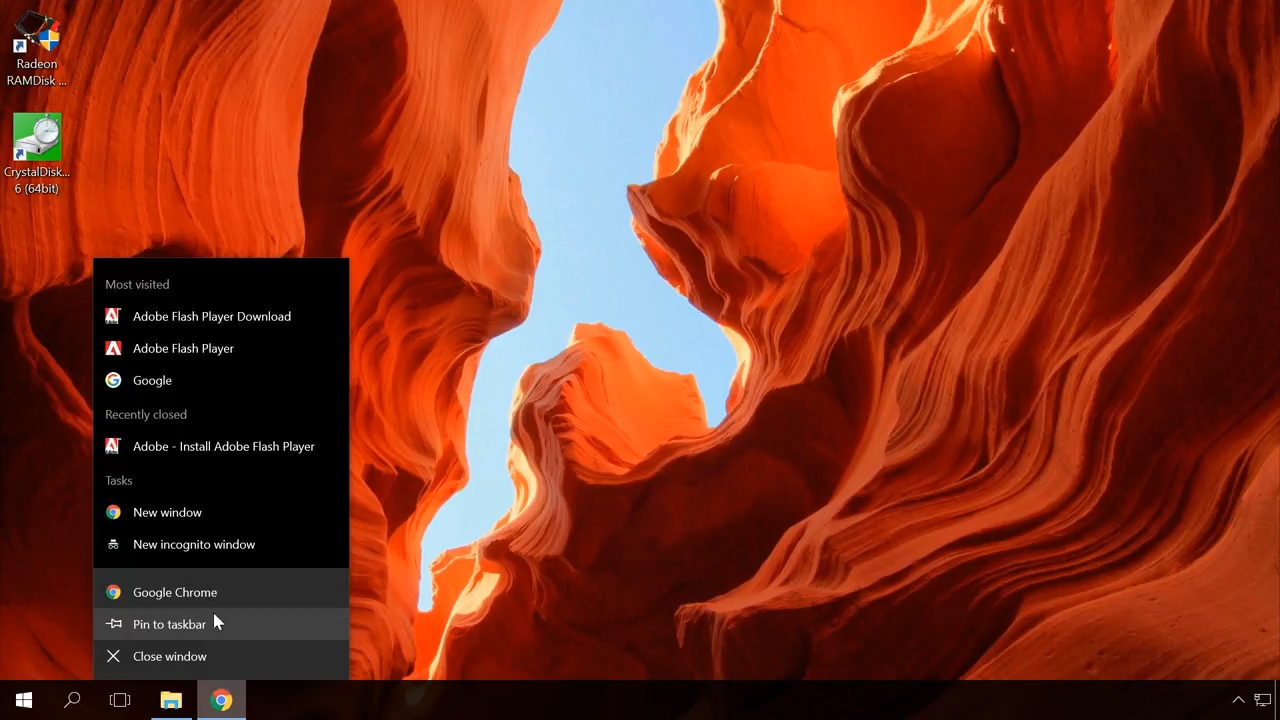 Radeon
RAMDisk ...
CrystalDisk...
6 (64bit)
Most visited
Adobe Flash Player Download
Adobe Flash Player
Google
Recently closed
Adobe - Install Adobe Flash Player
Tasks
New window
New incognito window
Google Chrome
Pin to taskbar
Close window